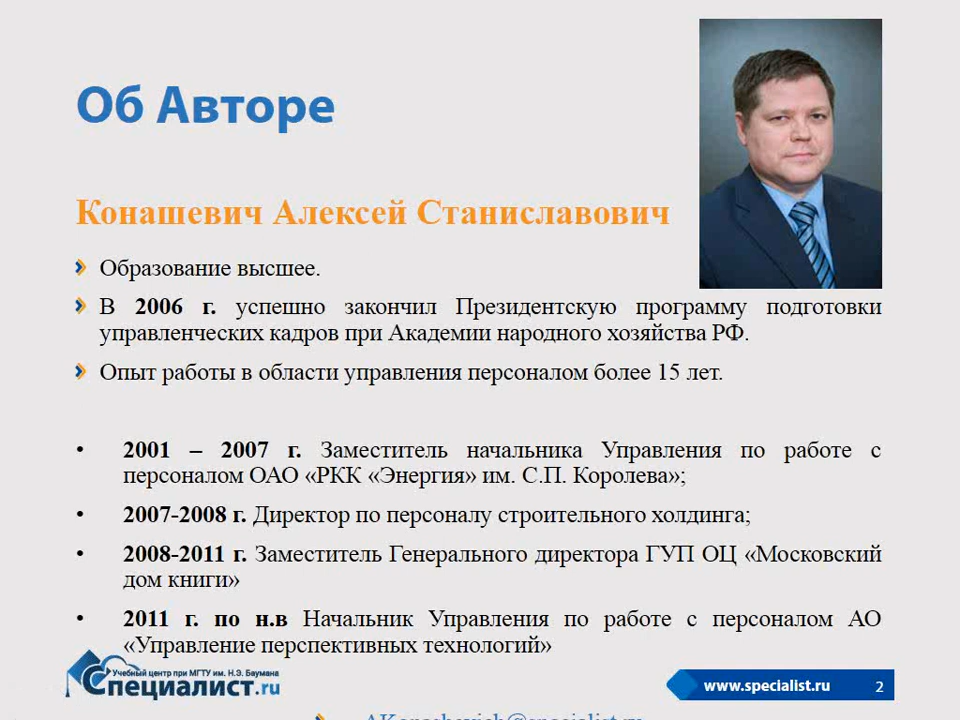 Об Авторе
Конашевич Алексей Станиславович
Образование высшее.
В 2006 г. успешно закончил Президентскую программу подготовки
управленческих кадров при Академии народного хозяйства РФ.
Опыт работы в области управления персоналом более 15 лет.
• 2001 – 2007 г. Заместитель начальника Управления по работе с
персоналом ОАО «РКК «Энергия» им. С.П. Королева»;
• 2007-2008 г. Директор по персоналу строительного холдинга;
• 2008-2011 г. Заместитель Генерального директора ГУП ОЦ «Московский
дом книги»
• 2011 г. по н.в Начальник Управления по работе с персоналом АО
«Управление перспективных технологий»
Учебный центр при МГТУ им. Н.Э. Баумана
Специалист.ru
www.specialist.ru 2